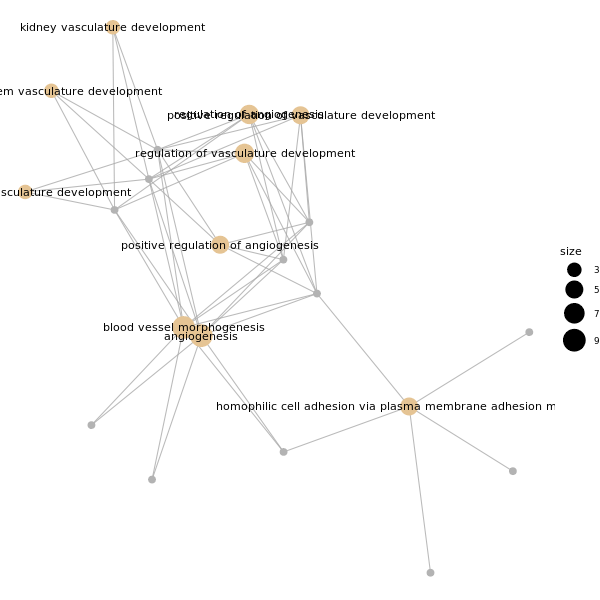 kidney vasculature development
em vasculature development
regulation of angiogenesis
positive regulation of vasculature development
regulation of vasculature development
sculature development
positive regulation of angiogenesis
blood vessel morphogenesis
angiogenesis
homophilic cell adhesion via plasma membrane adhesion m
size
3
5
7
9